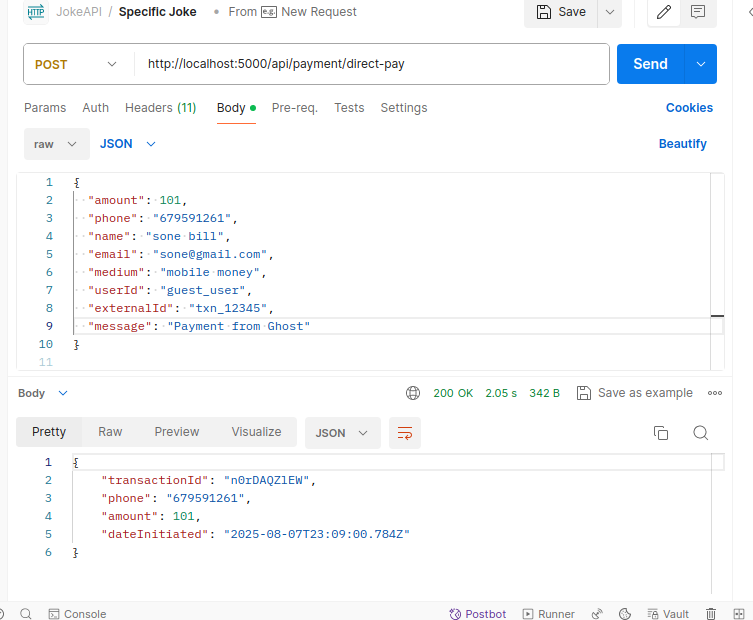 HTTP JokeAPI / Specific Joke • From e.g. New Request Save
POST http://localhost:5000/api/payment/direct-pay Send
Params Auth Headers (11) Body Pre-req. Tests Settings Cookies
raw JSON Beautify
1 {
2 "amount": 101,
3 "phone": "679591261",
4 "name": "sone bill",
5 "email": "sone@gmail.com",
6 "medium": "mobile money",
7 "userId": "guest_user",
8 "externalId": "txn_12345",
9 "message": "Payment from Ghost"
10 }
11
Body 200 OK 2.05 s 342 B Save as example
Pretty Raw Preview Visualize JSON
1 {
2 "transactionId": "n0rDAQZlEW",
3 "phone": "679591261",
4 "amount": 101,
5 "dateInitiated": "2025-08-07T23:09:00.784Z"
6 }
Console Postbot Runner Vault